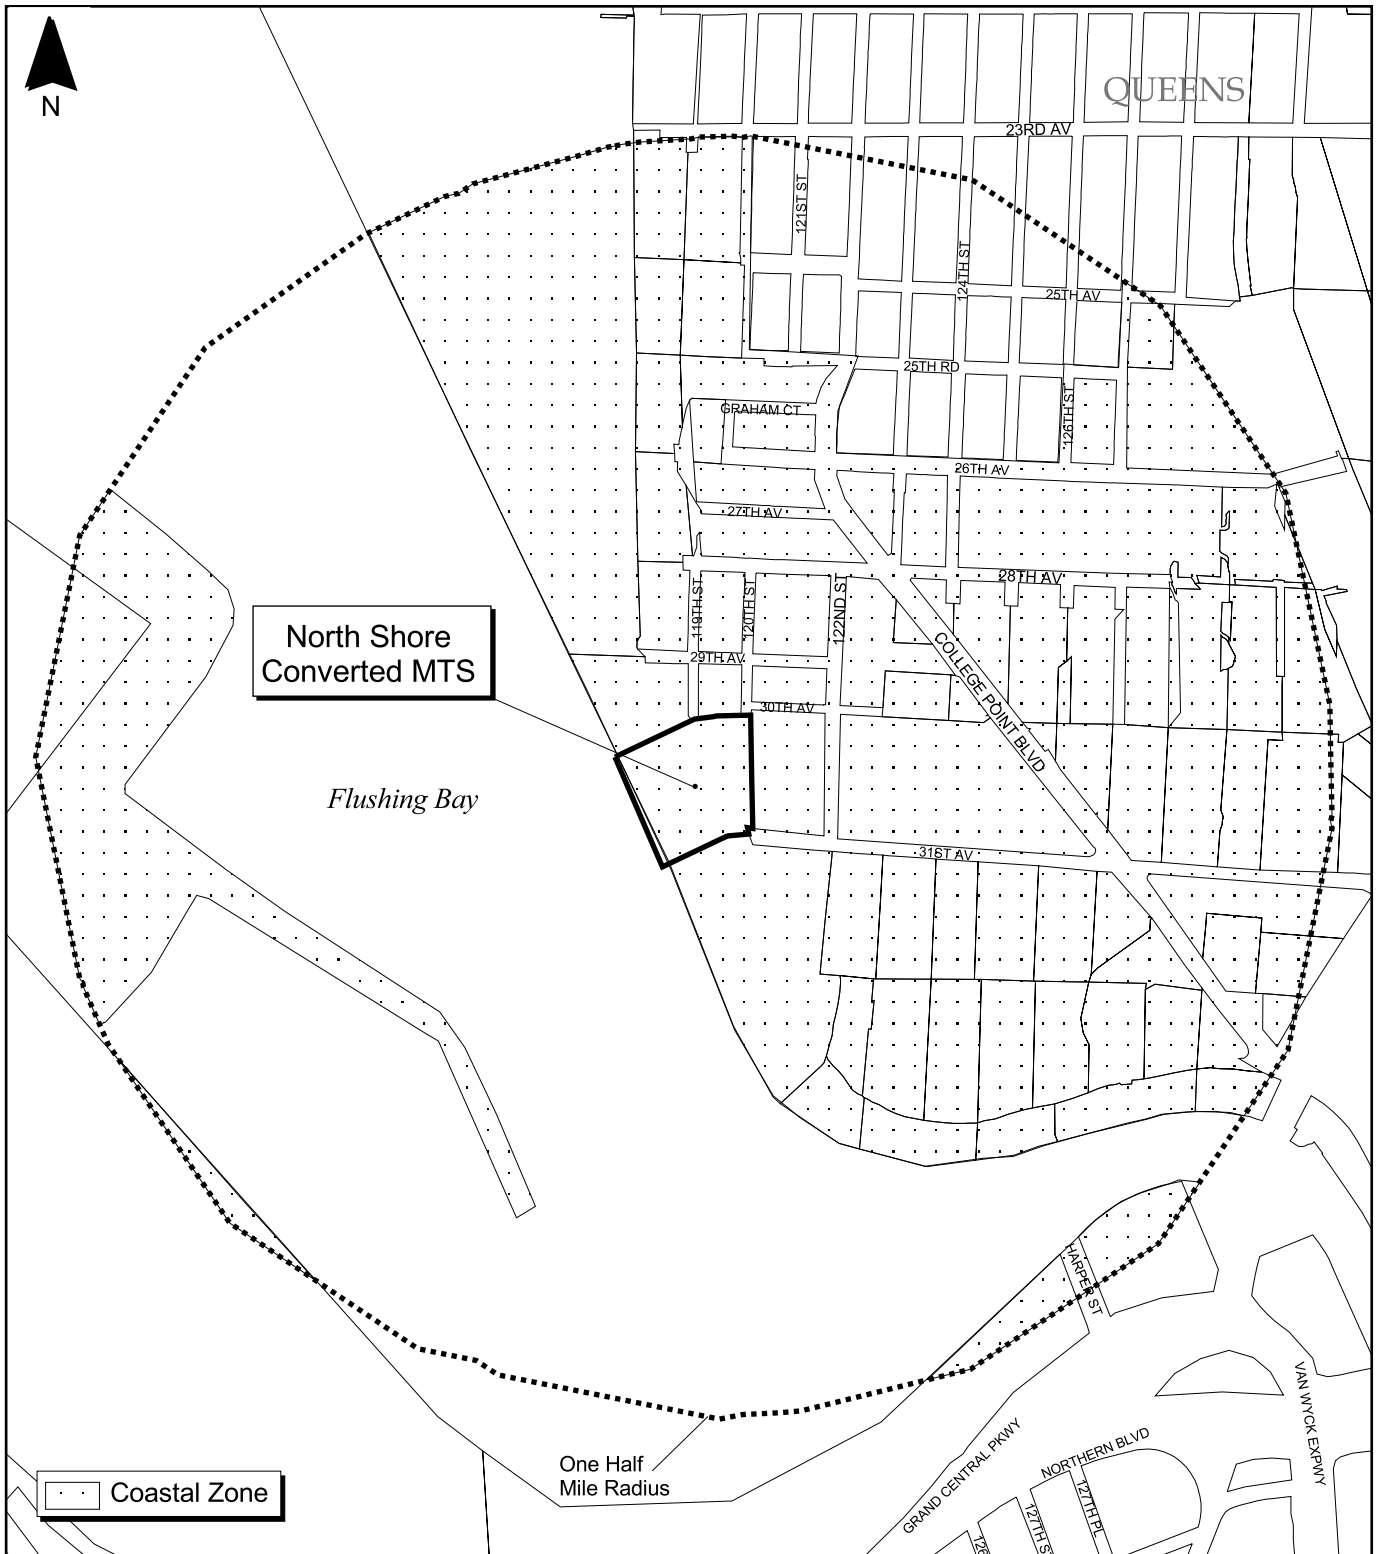 N
QUEENS
23RD AV
121ST ST
124TH ST
25TH AV
25TH RD
GRAHAM CT
126TH ST
26TH AV
27TH AV
28TH AV
119TH ST
120TH ST
122ND ST
North Shore
Converted MTS
29TH AV
COLLEGE POINT BLVD
30TH AV
Flushing Bay
31ST AV
HARPER ST
VAN WYCK EXPWY
One Half
Mile Radius
GRAND CENTRAL PKWY
NORTHERN BLVD
127TH PL
127TH S
126
Coastal Zone